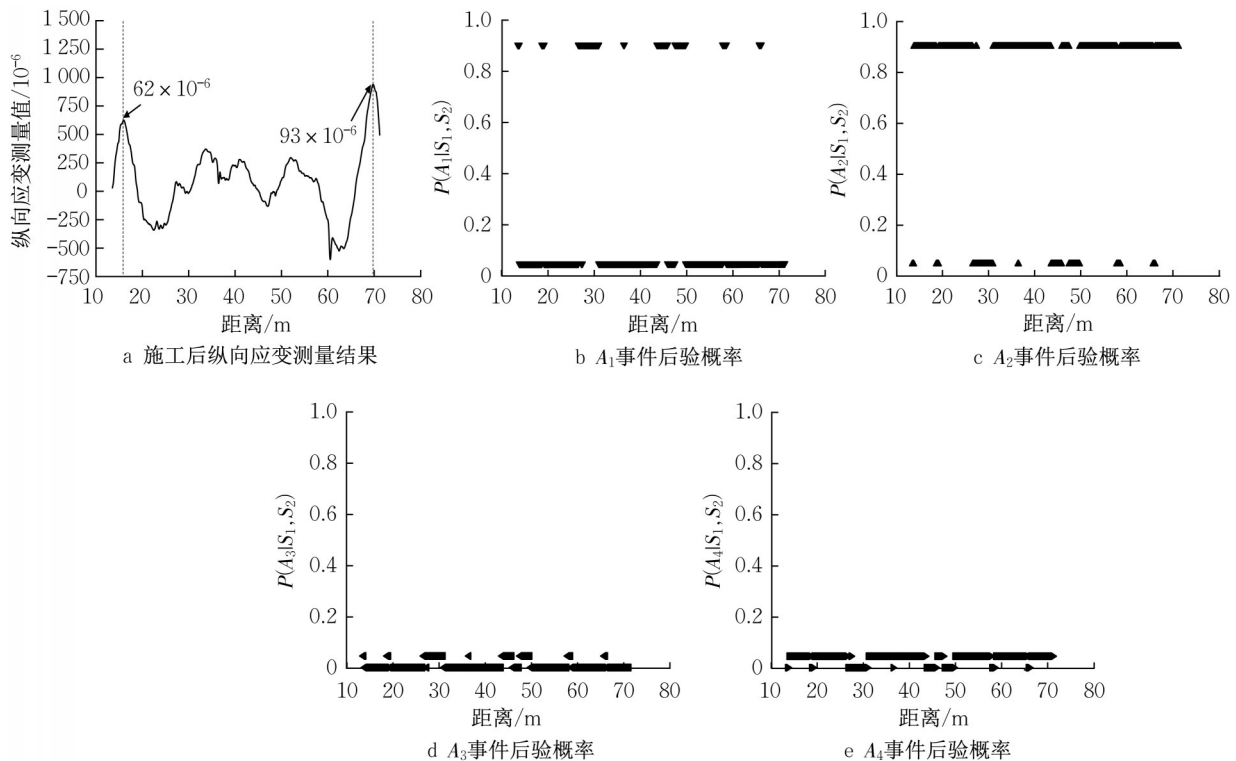 1 500
1 250
1 000
750
500
250
0
−250
−500
−750
纵向应变测量值/10⁻⁶
62×10⁻⁶
93×10⁻⁶
10 20 30 40 50 60 70 80
距离/m
a 施工后纵向应变测量结果
1.0
0.8
0.6
0.4
0.2
0
P(A₁|S₁,S₂)
10 20 30 40 50 60 70 80
距离/m
b A₁事件后验概率
1.0
0.8
0.6
0.4
0.2
0
P(A₂|S₁,S₂)
10 20 30 40 50 60 70 80
距离/m
c A₂事件后验概率
1.0
0.8
0.6
0.4
0.2
0
P(A₃|S₁,S₂)
10 20 30 40 50 60 70 80
距离/m
d A₃事件后验概率
1.0
0.8
0.6
0.4
0.2
0
P(A₄|S₁,S₂)
10 20 30 40 50 60 70 80
距离/m
e A₄事件后验概率